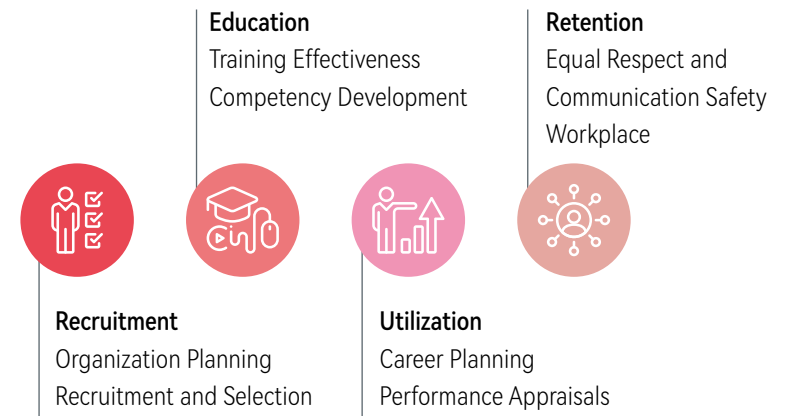 Education
Training Effectiveness
Competency Development
Retention
Equal Respect and
Communication Safety
Workplace
Recruitment
Organization Planning
Recruitment and Selection
Utilization
Career Planning
Performance Appraisals